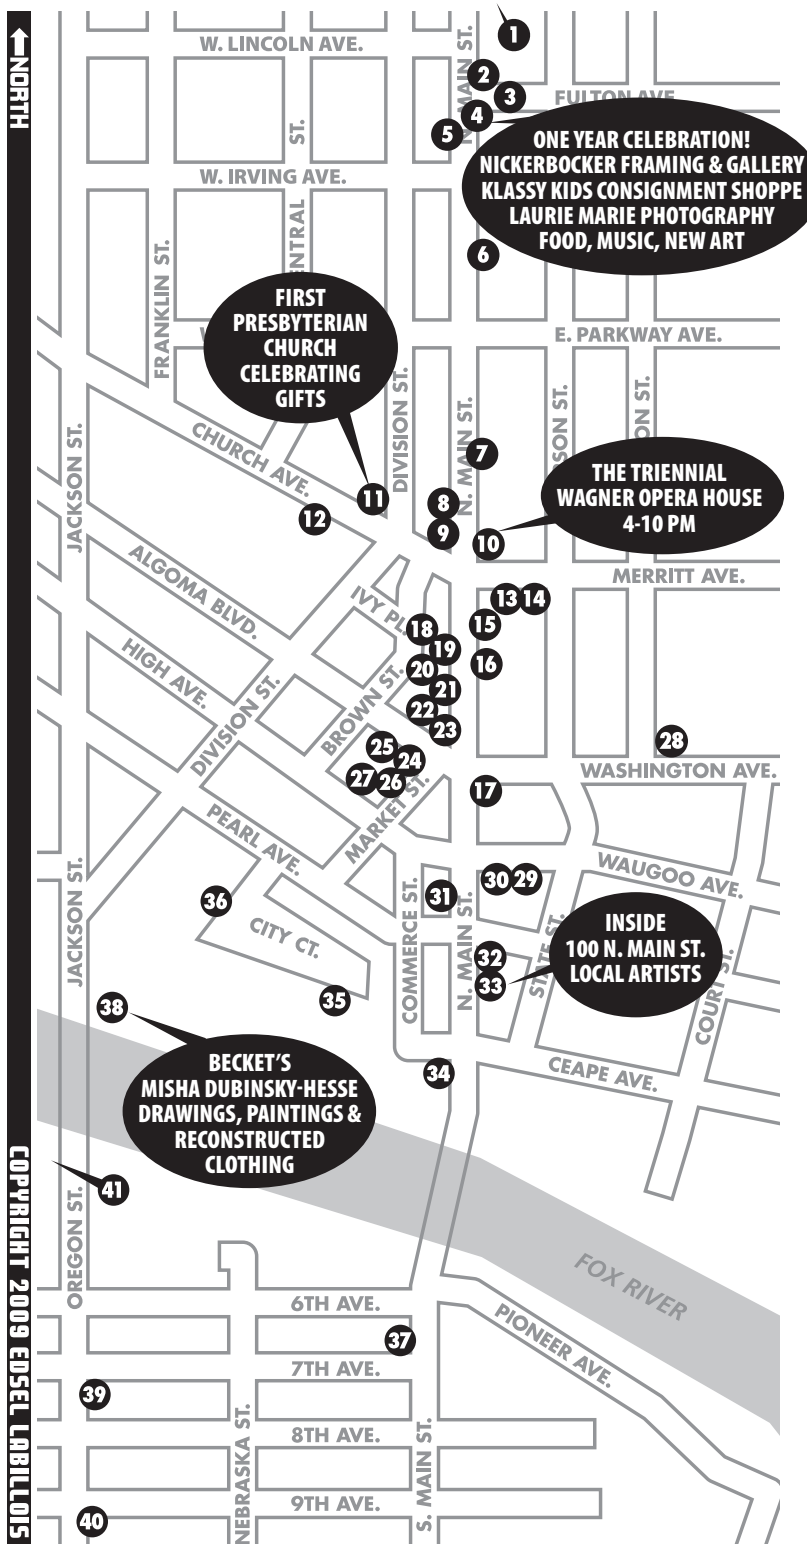 NORTH
W. LINCOLN AVE.
N. MAIN ST.
1
2
3
FULTON AVE
4
5
ST.
ONE YEAR CELEBRATION!
NICKERBOCKER FRAMING & GALLERY
KLASSY KIDS CONSIGNMENT SHOPPE
LAURIE MARIE PHOTOGRAPHY
FOOD, MUSIC, NEW ART
W. IRVING AVE.
6
FRANKLIN ST.
ENTRAL
FIRST
PRESBYTERIAN
CHURCH
CELEBRATING
GIFTS
E. PARKWAY AVE.
DIVISION ST.
N. MAIN ST.
JACKSON ST.
CHURCH AVE.
7
THE TRIENNIAL
WAGNER OPERA HOUSE
4-10 PM
11
8
12
9
10
ALGOMA BLVD.
MERRITT AVE.
IVY PL.
13
14
15
18
19
16
20
HIGH AVE.
DIVISION ST.
BROWN ST.
21
22
23
25
24
28
27
26
WASHINGTON AVE.
17
MARKET ST.
PEARL AVE.
WAUGOO AVE.
30
29
31
36
JACKSON ST.
COMMERCE ST.
N. MAIN ST.
CITY CT.
STATE ST.
INSIDE
100 N. MAIN ST.
LOCAL ARTISTS
32
33
35
COURT ST.
38
BECKET'S
MISHA DUBINSKY-HESSE
DRAWINGS, PAINTINGS &
RECONSTRUCTED
CLOTHING
34
CEAPE AVE.
41
OREGON ST.
FOX RIVER
6TH AVE.
PIONEER AVE.
37
7TH AVE.
39
8TH AVE.
NEBRASKA ST.
S. MAIN ST.
9TH AVE.
40
COPYRIGHT 2009 EDSEL LABILLOIS